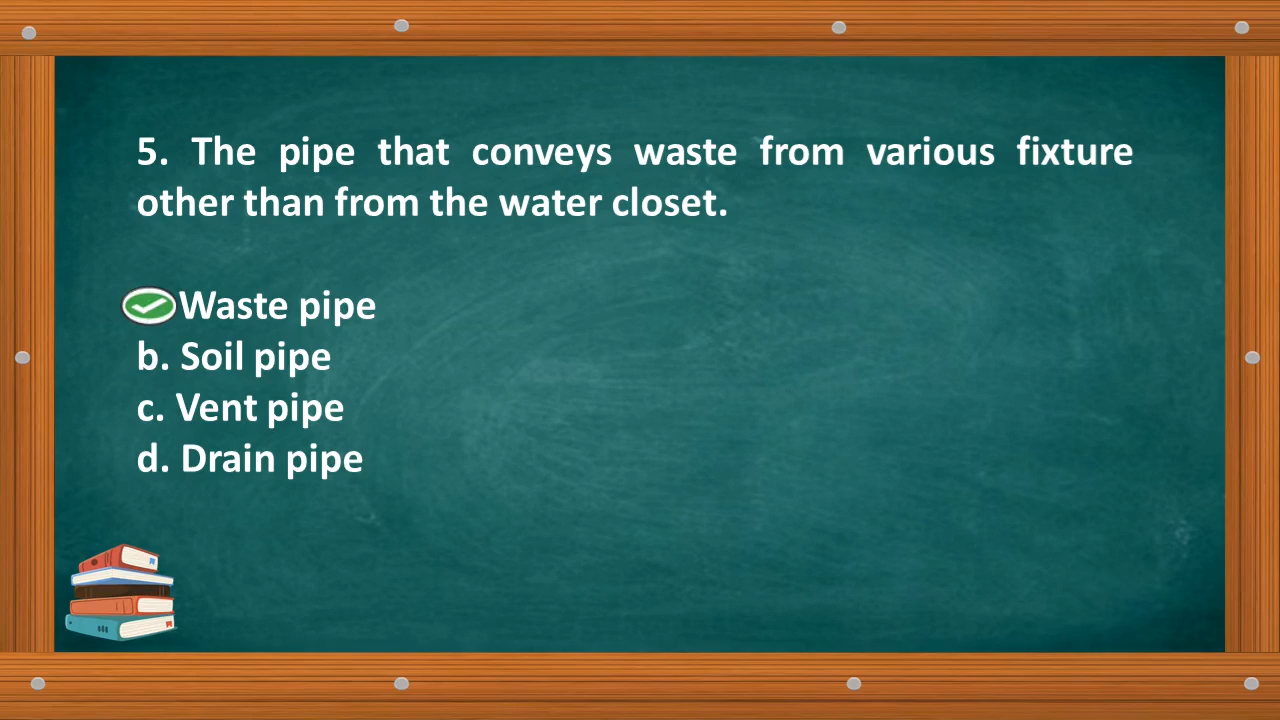 5. The pipe that conveys waste from various fixture
other than from the water closet.
Waste pipe
b. Soil pipe
c. Vent pipe
d. Drain pipe